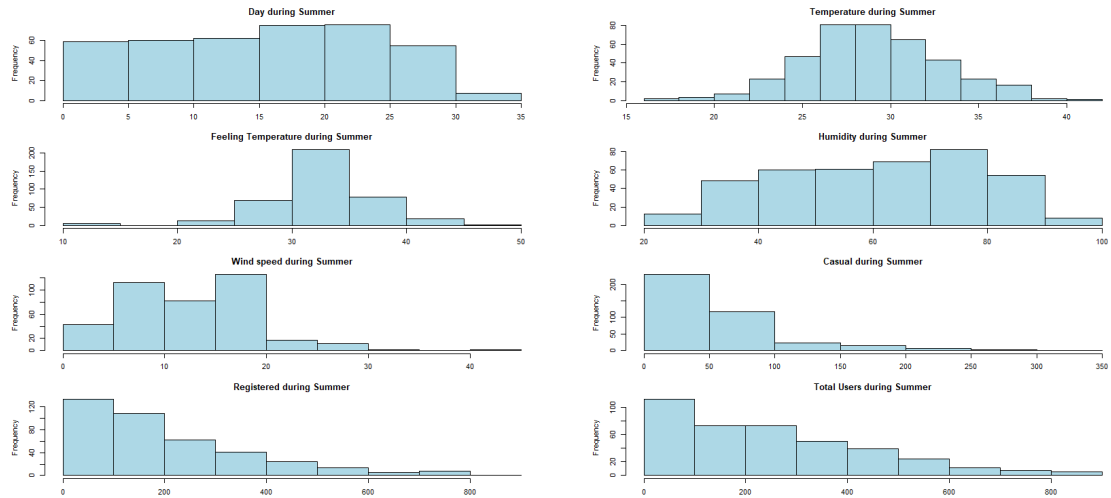 Day during Summer
Frequency
0 20 40 60
0 5 10 15 20 25 30 35
Temperature during Summer
Frequency
0 20 40 60 80
15 20 25 30 35 40
Feeling Temperature during Summer
Frequency
0 50 100 150 200
10 20 30 40 50
Humidity during Summer
Frequency
0 20 40 60 80
20 40 60 80 100
Wind speed during Summer
Frequency
0 20 60 100
0 10 20 30 40
Casual during Summer
Frequency
0 50 100 200
0 50 100 150 200 250 300 350
Registered during Summer
Frequency
0 40 80 120
0 200 400 600 800
Total Users during Summer
Frequency
0 20 60 100
0 200 400 600 800